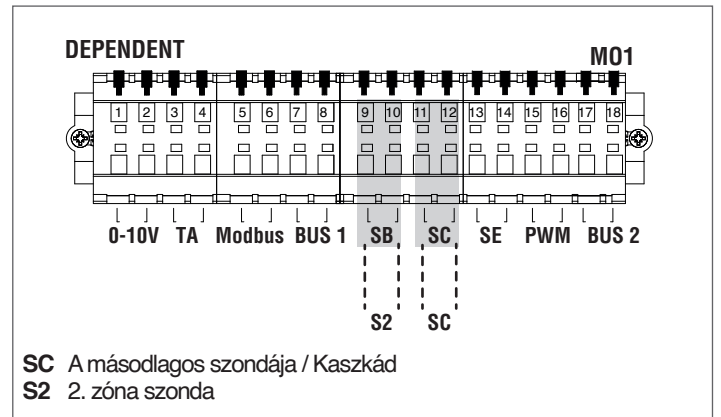 DEPENDENT
M01
1 2 3 4 5 6 7 8 9 10 11 12 13 14 15 16 17 18
0-10V TA Modbus BUS 1 SB SC SE PWM BUS 2
S2 SC
SC A másodlagos szondája / Kaszkád
S2 2. zóna szonda